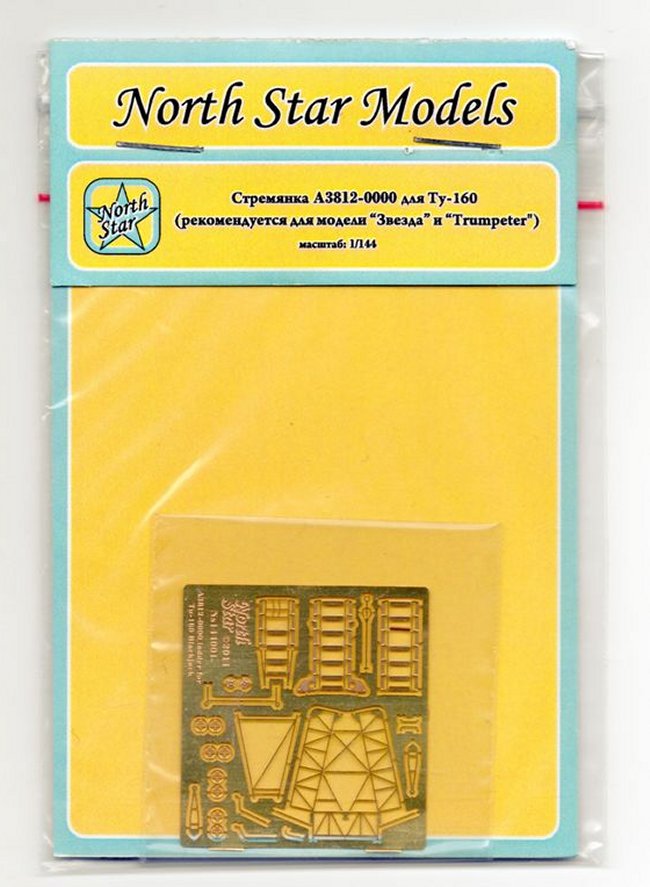 North Star Models
North
Star
Стремянка А3812-0000 для Ту-160
(рекомендуется для модели “Звезда” и “Trumpeter")
масштаб: 1/144
North
Star ©2011
A3812-0000 ladder for
Tu-160 Blackjack